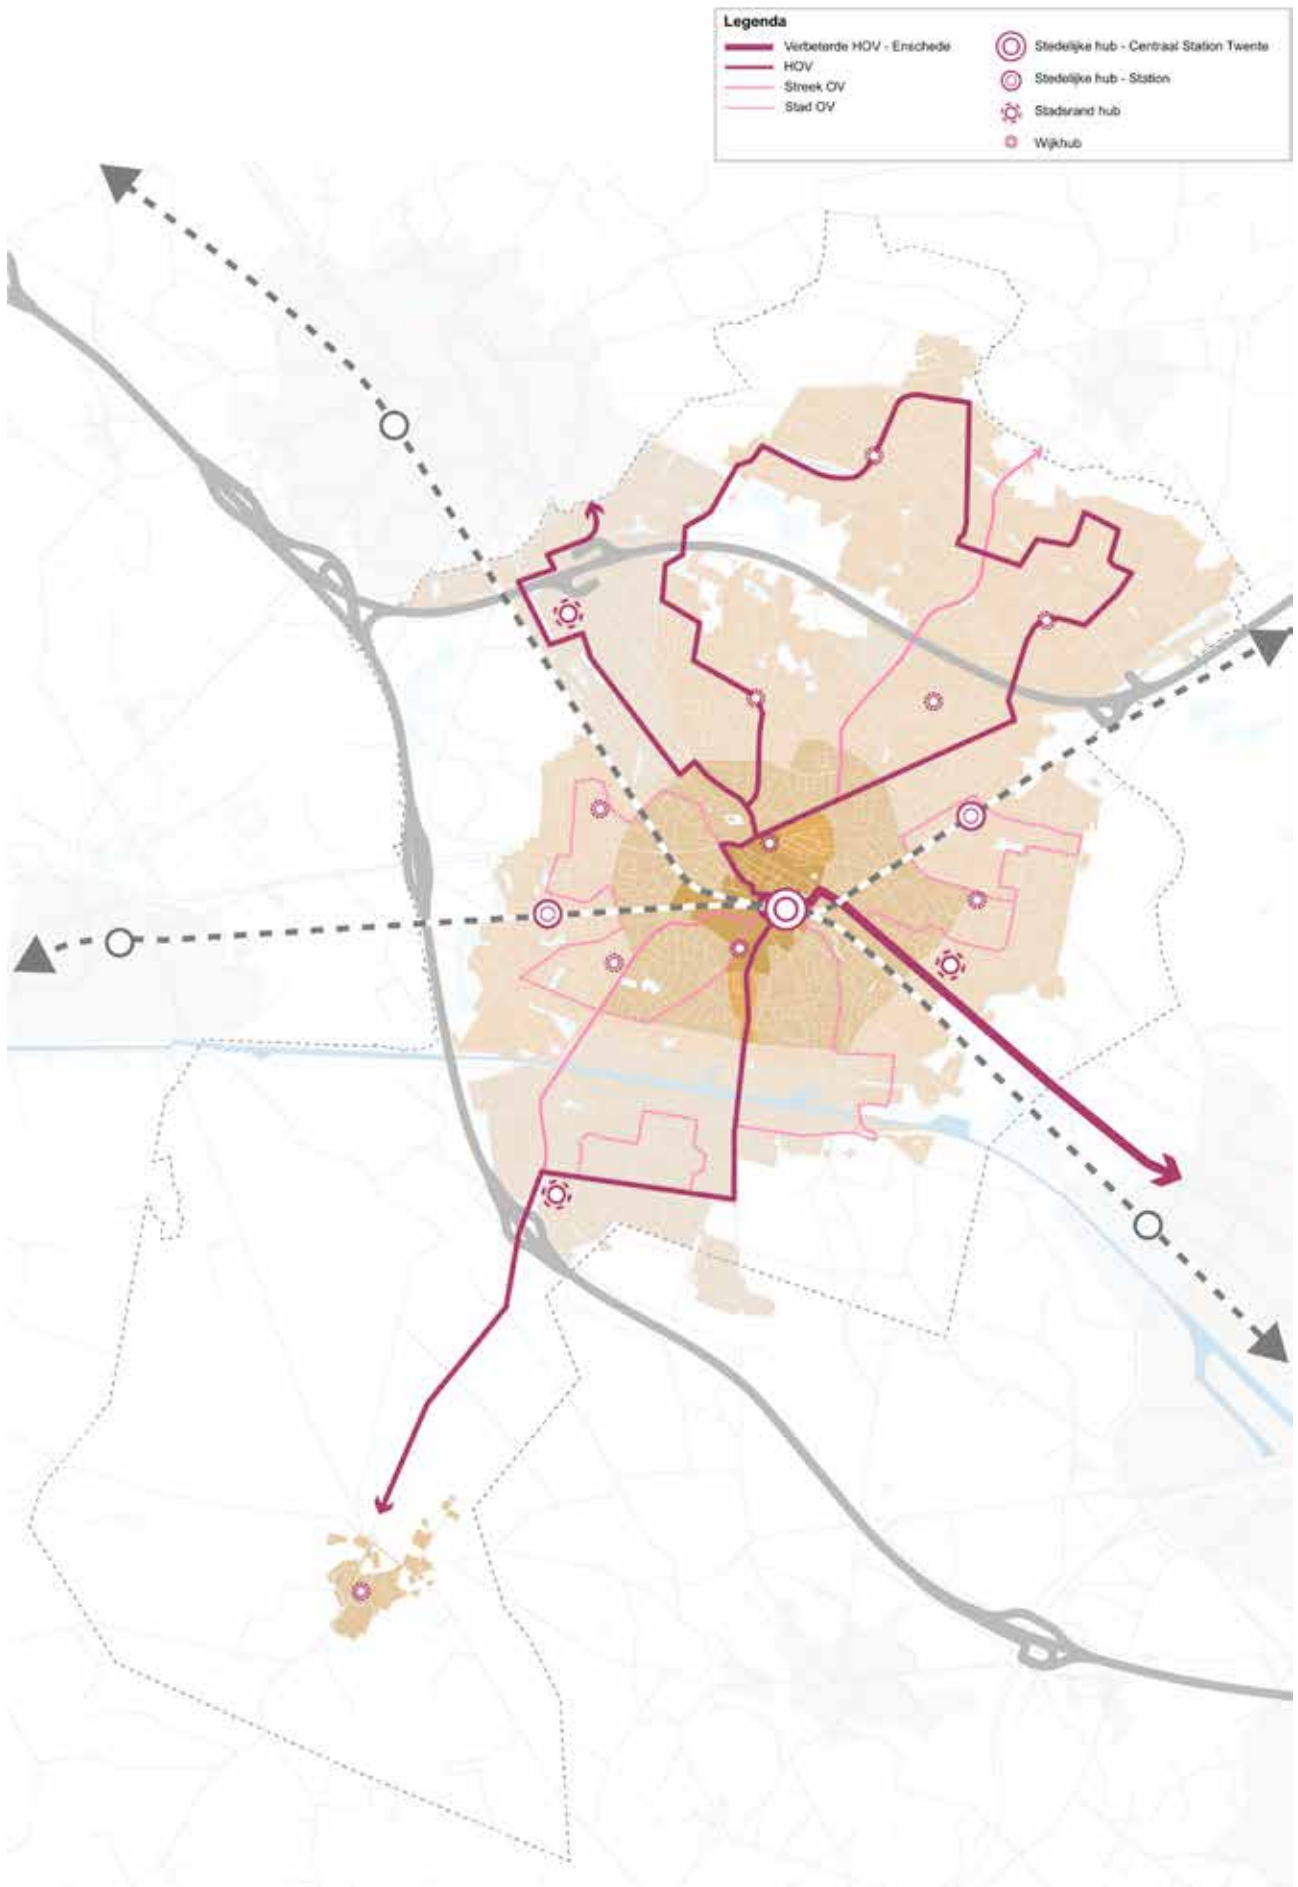 Legenda
Verbeterde HOV - Enschede
HOV
Streek OV
Stad OV
Stedelijke hub - Centraal Station Twente
Stedelijke hub - Station
Stadsrand hub
Wijkhub